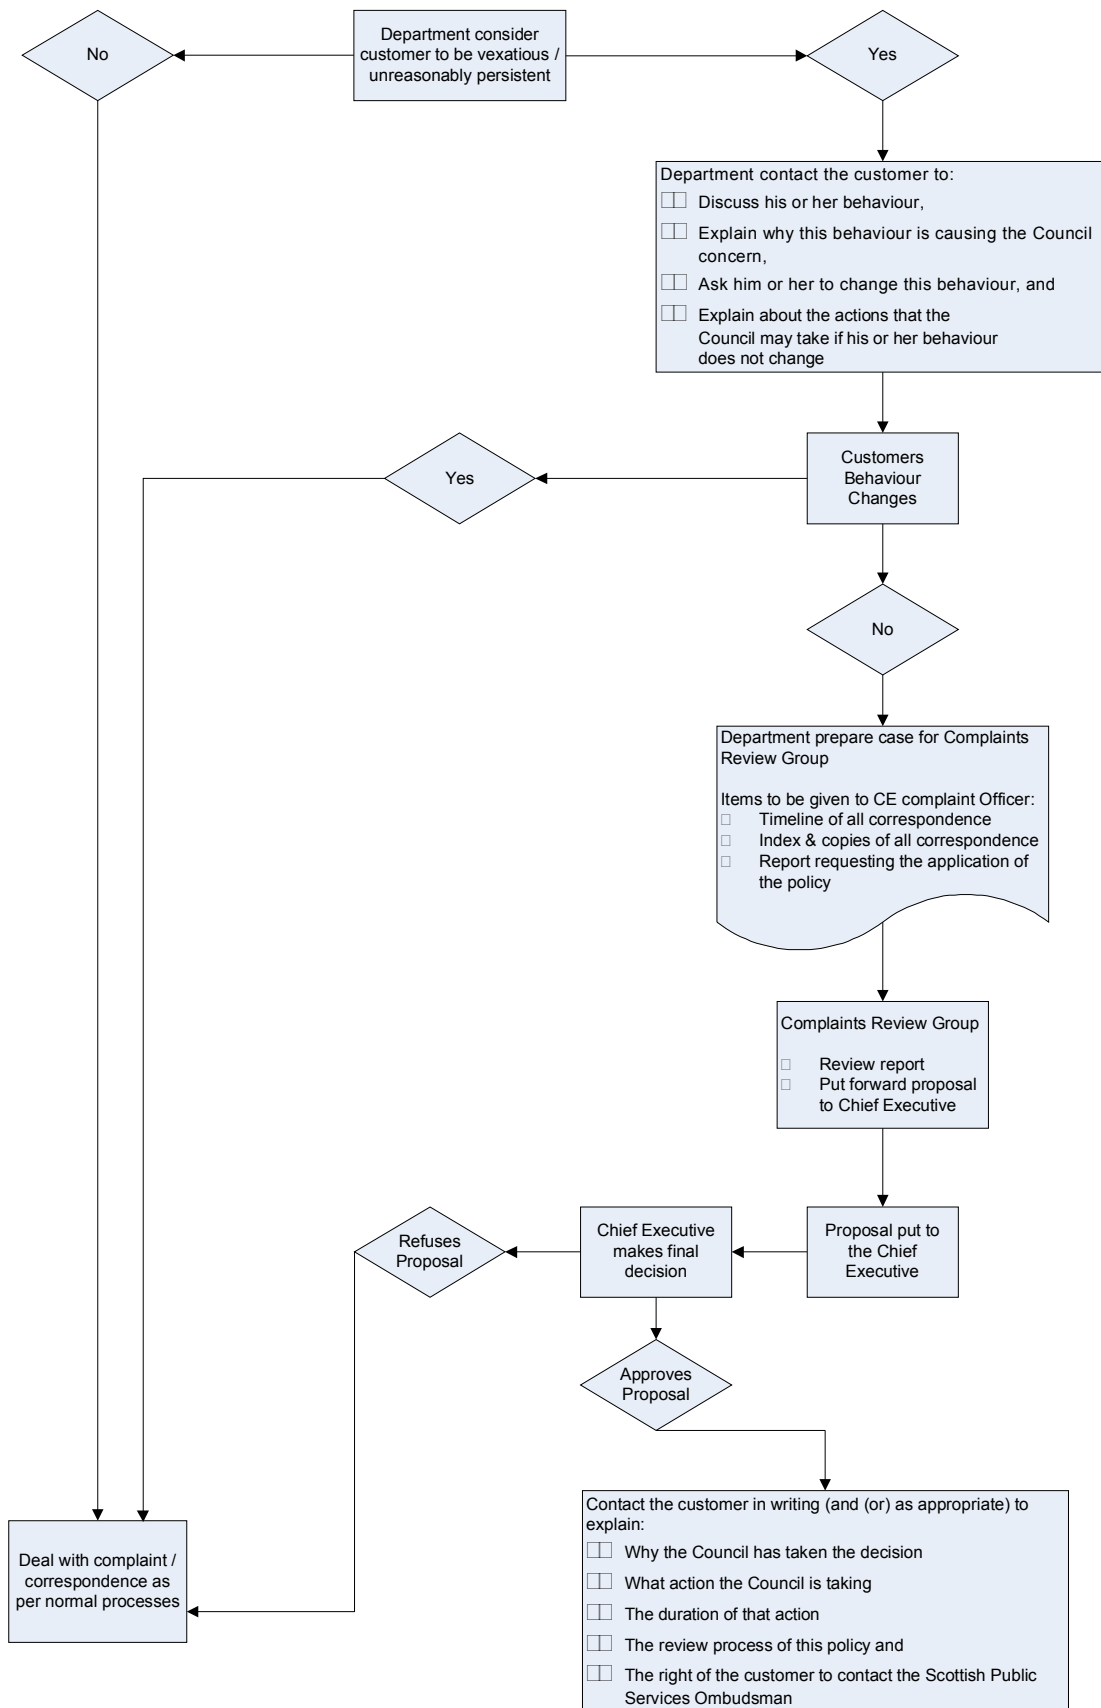 No
Department consider
customer to be vexatious /
unreasonably persistent
Yes
Department contact the customer to:
Discuss his or her behaviour,
Explain why this behaviour is causing the Council
concern,
Ask him or her to change this behaviour, and
Explain about the actions that the
Council may take if his or her behaviour
does not change
Yes
Customers
Behaviour
Changes
No
Department prepare case for Complaints
Review Group
Items to be given to CE complaint Officer:
Timeline of all correspondence
Index & copies of all correspondence
Report requesting the application of
the policy
Complaints Review Group
Review report
Put forward proposal
to Chief Executive
Refuses
Proposal
Chief Executive
makes final
decision
Proposal put to
the Chief
Executive
Approves
Proposal
Deal with complaint /
correspondence as
per normal processes
Contact the customer in writing (and (or) as appropriate) to
explain:
Why the Council has taken the decision
What action the Council is taking
The duration of that action
The review process of this policy and
The right of the customer to contact the Scottish Public
Services Ombudsman